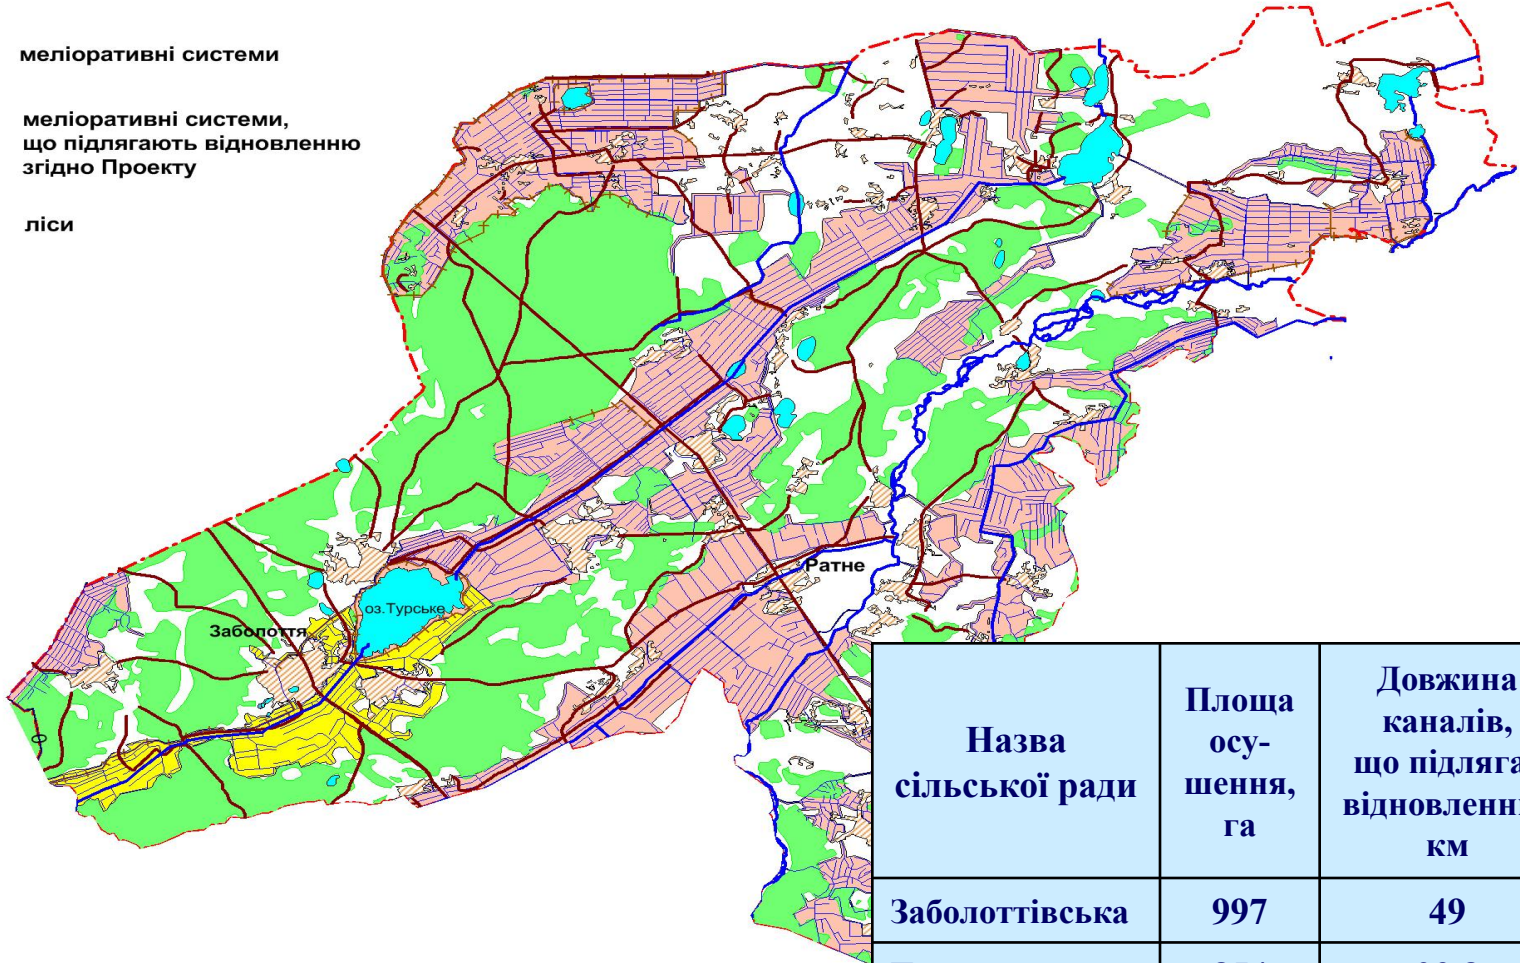 меліоративні системи
меліоративні системи,
що підлягають відновленню
згідно Проекту
ліси
Ратне
оз.Турське
Заболоття
Назва
сільської ради
Площа
осу-
шення,
га
Довжина
каналів,
що підляга
відновленн
км
Заболоттівська
997
49